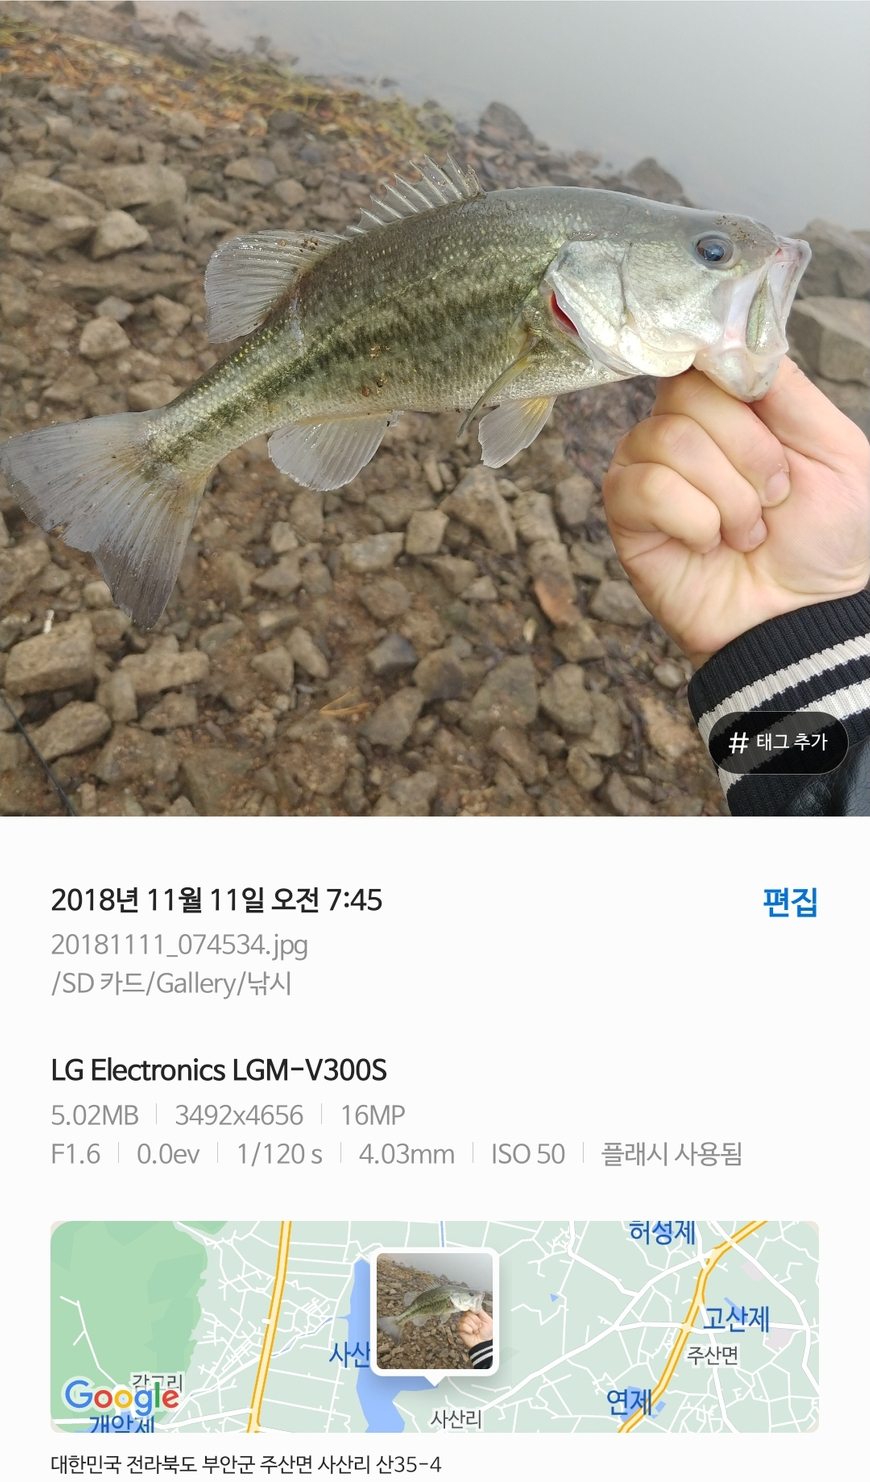 # 태그 추가
2018년 11월 11일 오전 7:45
편집
20181111_074534.jpg
/SD 카드/Gallery/낚시
LG Electronics LGM-V300S
5.02MB | 3492x4656 | 16MP
F1.6 | 0.0ev | 1/120 s | 4.03mm | ISO 50 | 플래시 사용됨
허성제
고산제
사산
주산면
연제
Google
사산리
개암제
대한민국 전라북도 부안군 주산면 사산리 산35-4